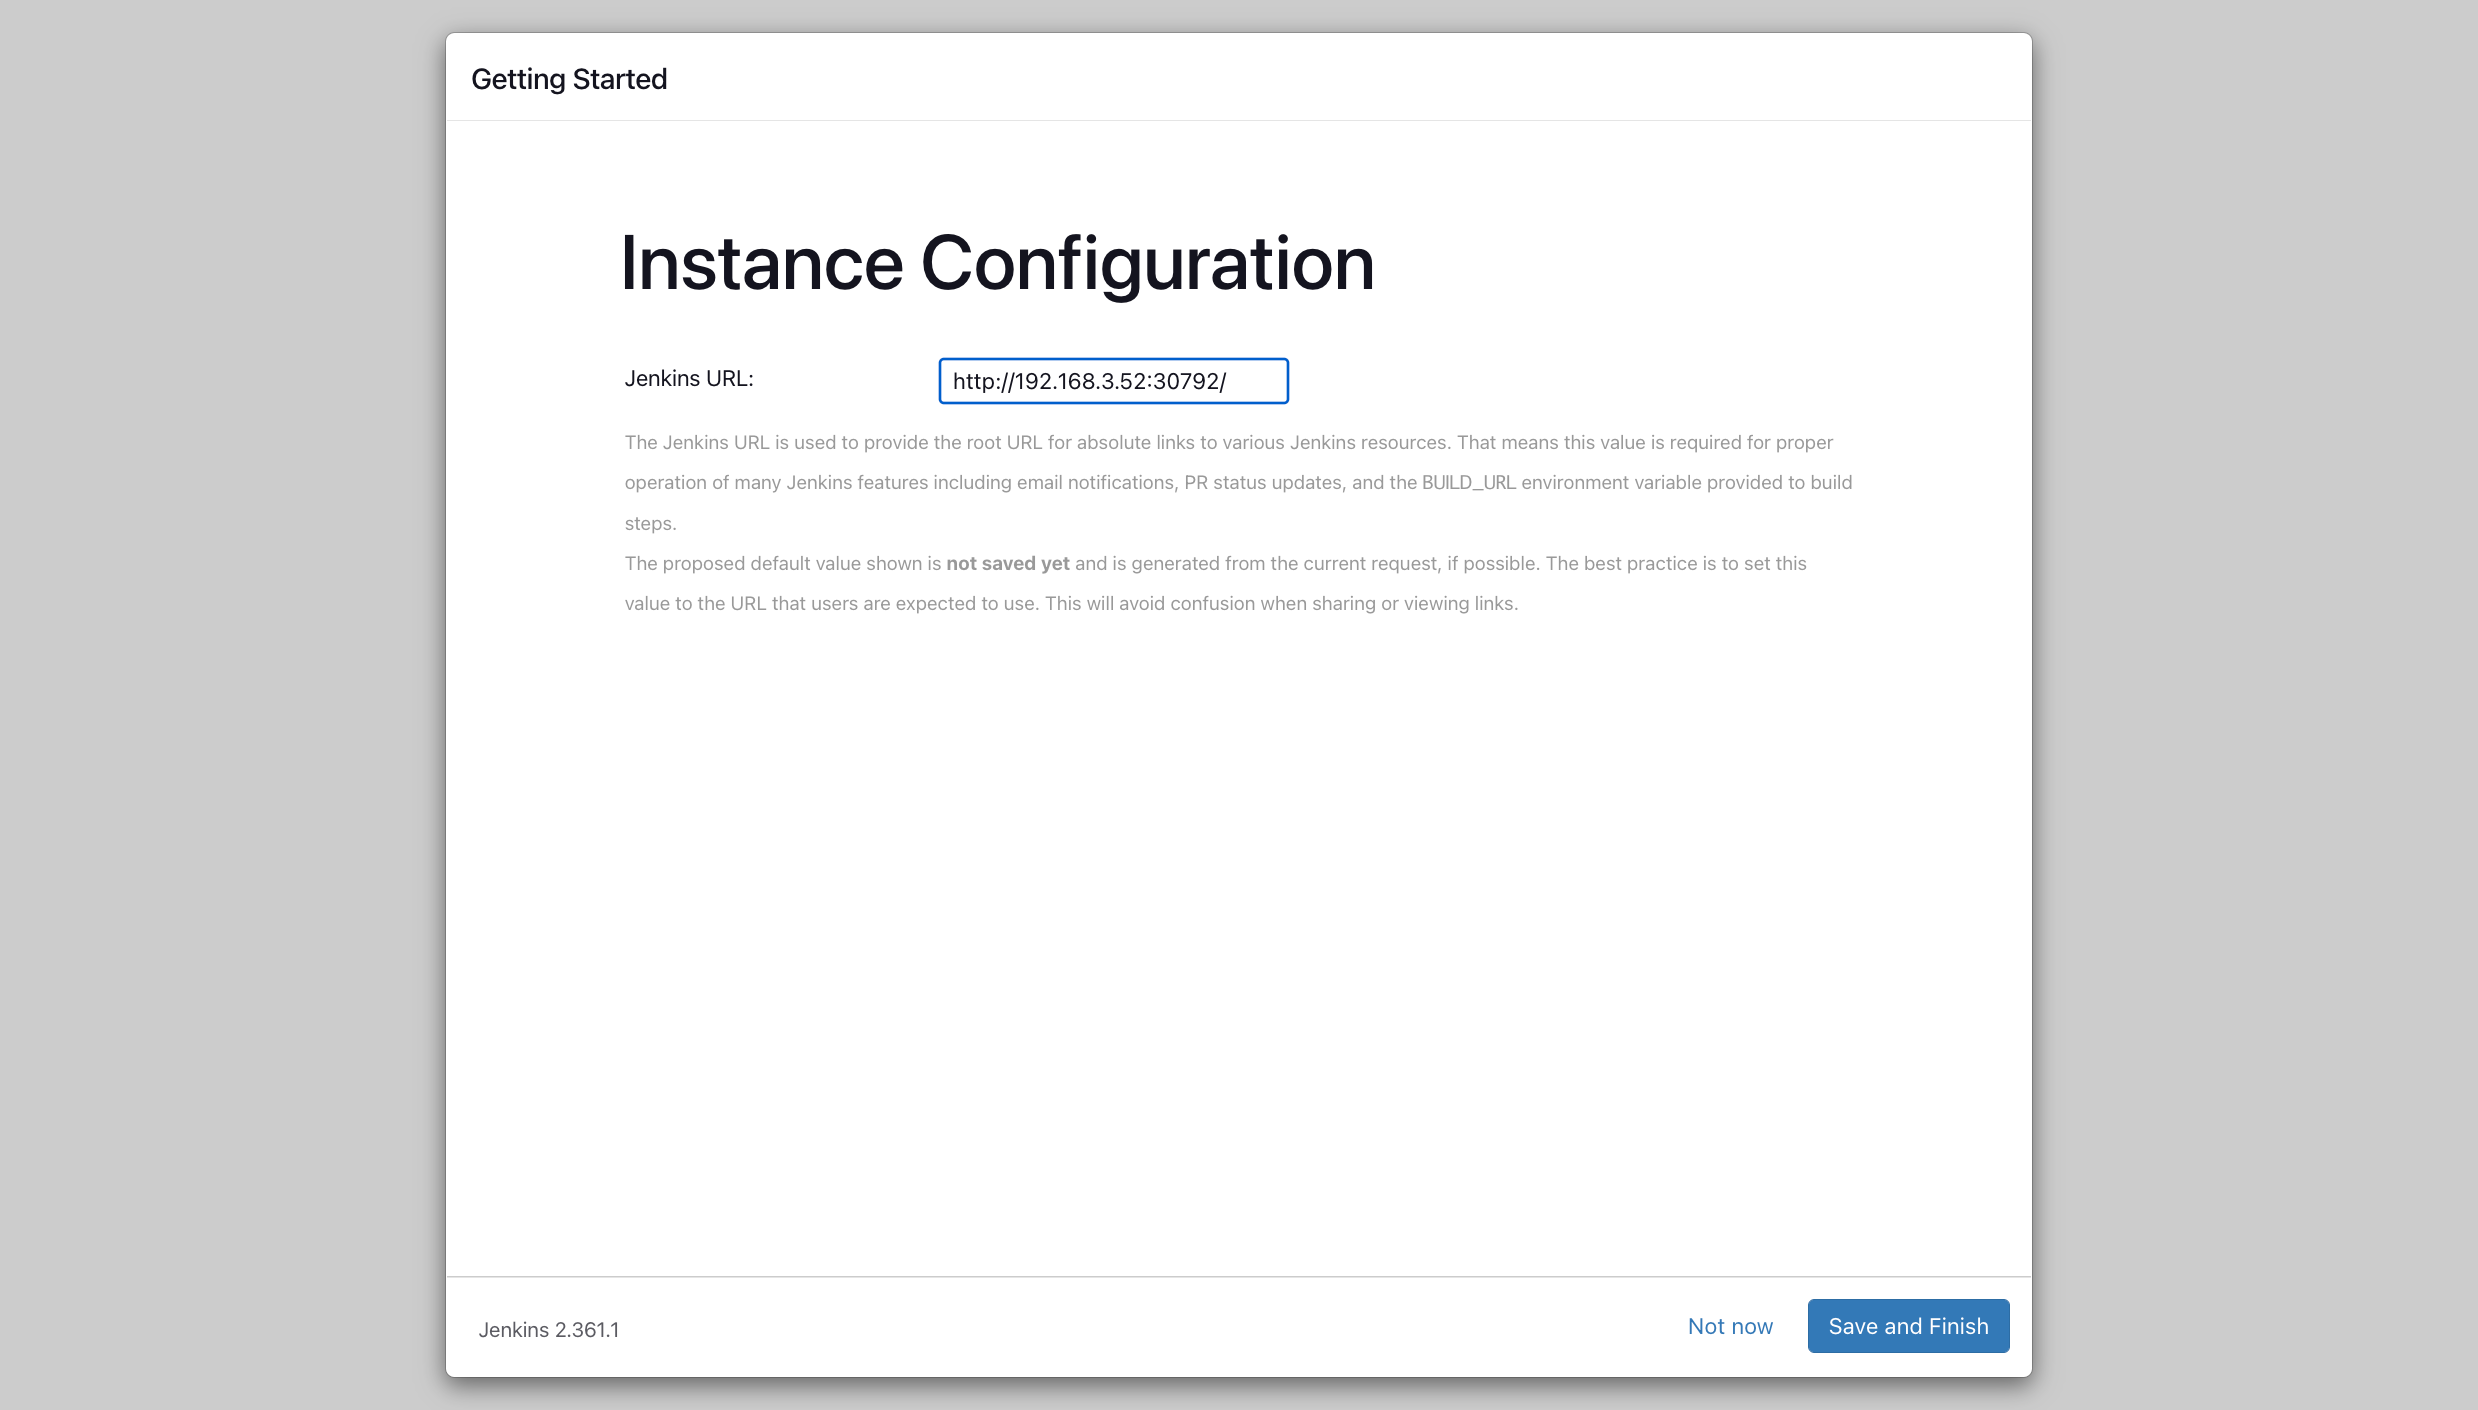 Getting Started
Instance Configuration
Jenkins URL:
http://192.168.3.52:30792/
The Jenkins URL is used to provide the root URL for absolute links to various Jenkins resources. That means this value is required for proper
operation of many Jenkins features including email notifications, PR status updates, and the BUILD_URL environment variable provided to build
steps.
The proposed default value shown is not saved yet and is generated from the current request, if possible. The best practice is to set this
value to the URL that users are expected to use. This will avoid confusion when sharing or viewing links.
Jenkins 2.361.1
Not now
Save and Finish